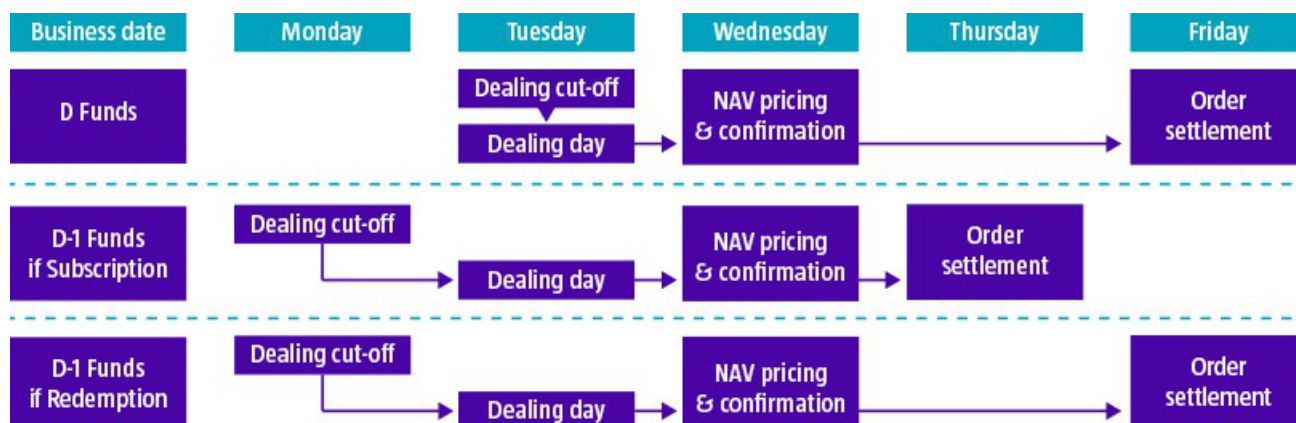 Business date
Monday
Tuesday
Wednesday
Thursday
Friday
D Funds
Dealing cut-off
Dealing day
NAV pricing
& confirmation
Order
settlement
D-1 Funds
if Subscription
Dealing cut-off
Dealing day
NAV pricing
& confirmation
Order
settlement
D-1 Funds
if Redemption
Dealing cut-off
Dealing day
NAV pricing
& confirmation
Order
settlement